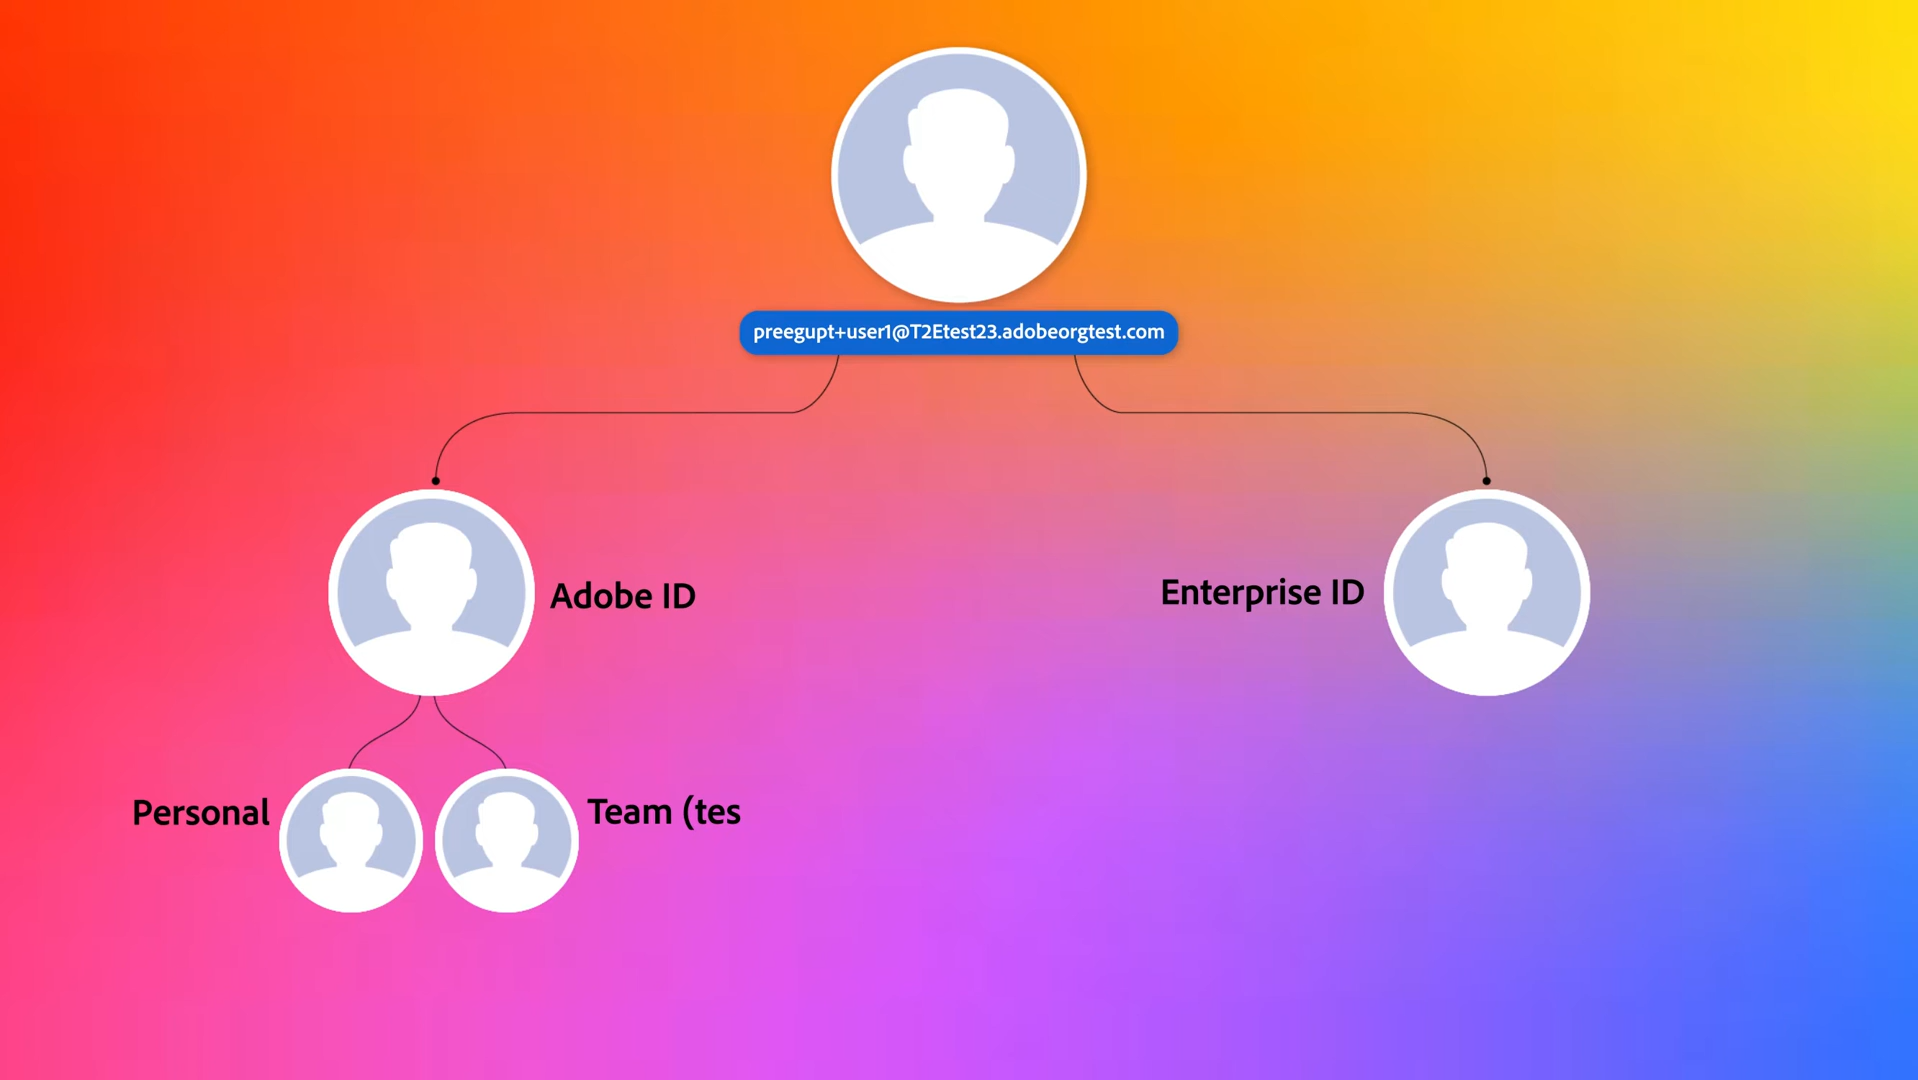 preegupt+user1@T2Etest23.adobeorgtest.com
Adobe ID
Enterprise ID
Personal
Team (tes